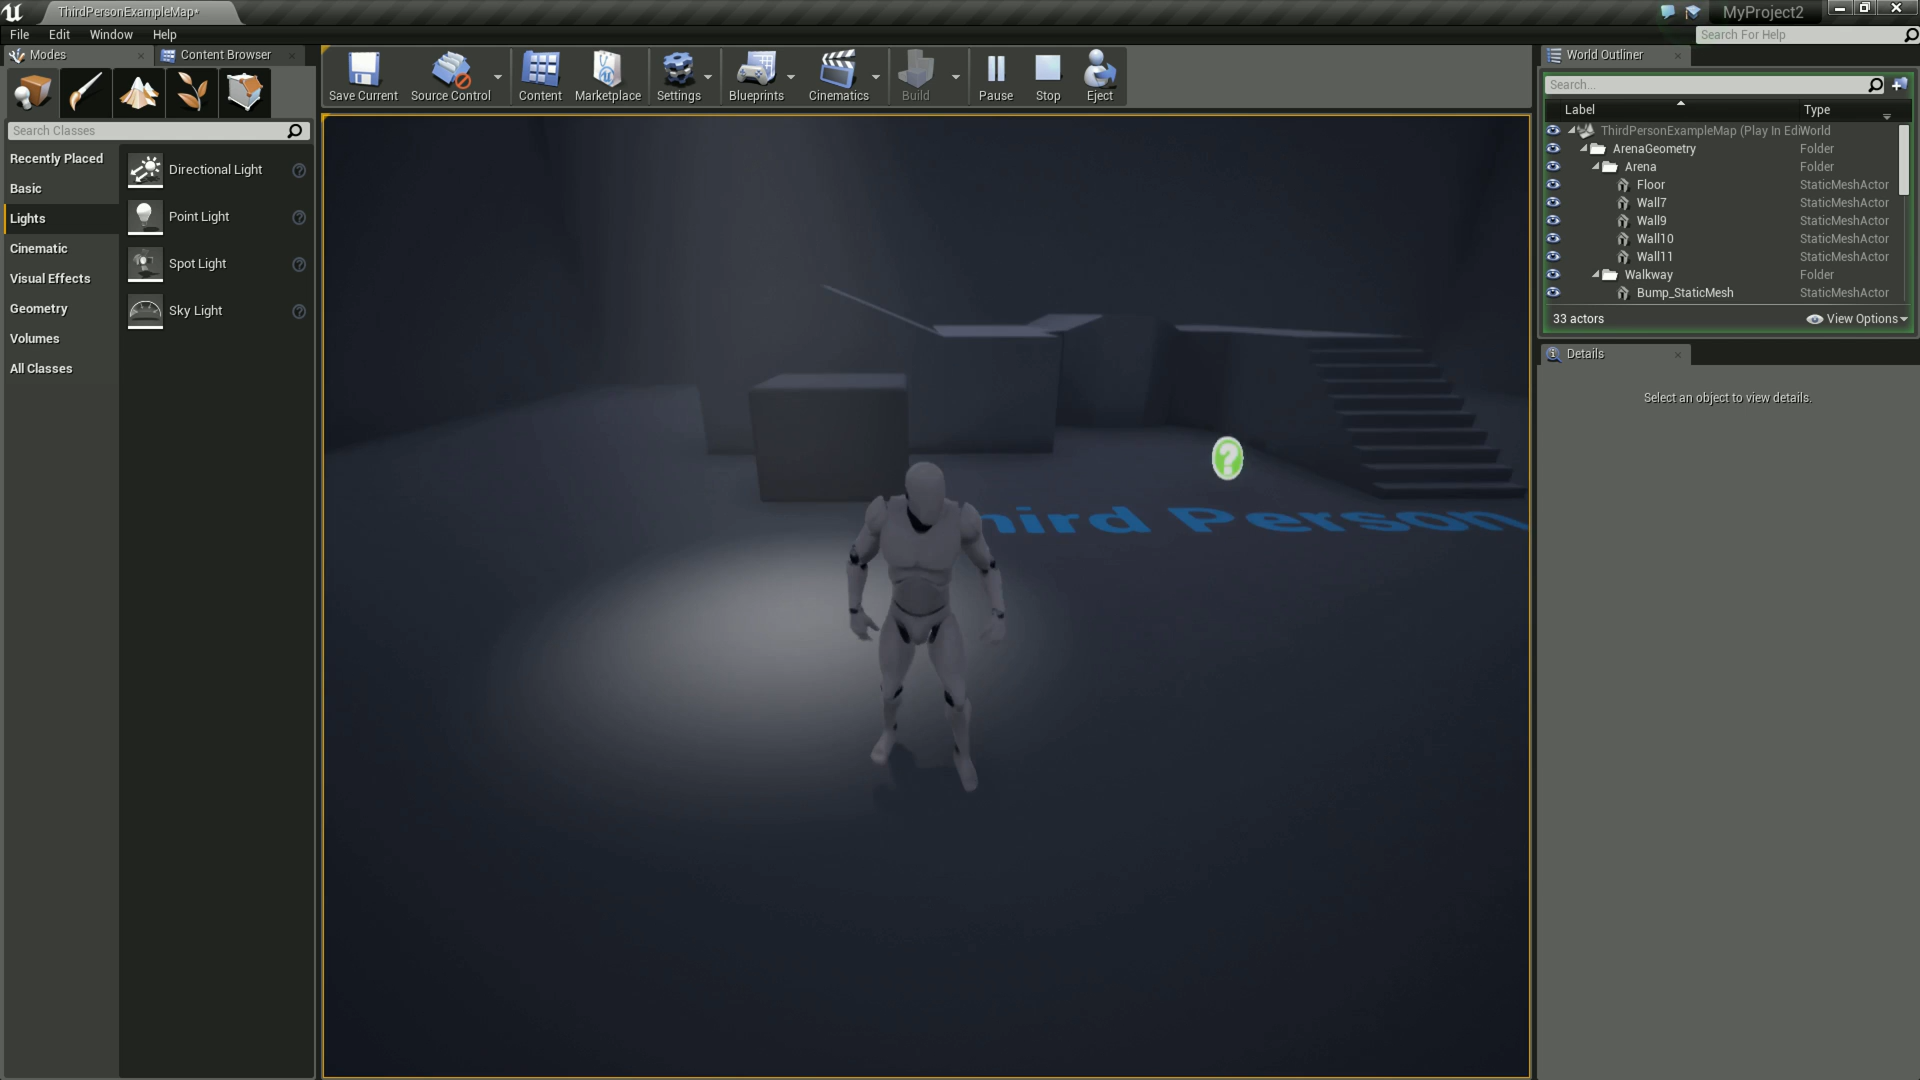 ThirdPersonExampleMap*
MyProject2
File Edit Window Help
Search For Help
Modes
Content Browser
Save Current
Source Control
Content
Marketplace
Settings
Blueprints
Cinematics
Build
Pause
Stop
Eject
Search Classes
Recently Placed
Basic
Lights
Cinematic
Visual Effects
Geometry
Volumes
All Classes
Directional Light
Point Light
Spot Light
Sky Light
?
hird Person
World Outliner
Search...
Label Type
ThirdPersonExampleMap (Play In Edi World
ArenaGeometry Folder
Arena Folder
Floor StaticMeshActor
Wall7 StaticMeshActor
Wall9 StaticMeshActor
Wall10 StaticMeshActor
Wall11 StaticMeshActor
Walkway Folder
Bump_StaticMesh StaticMeshActor
33 actors
View Options
Details
Select an object to view details.